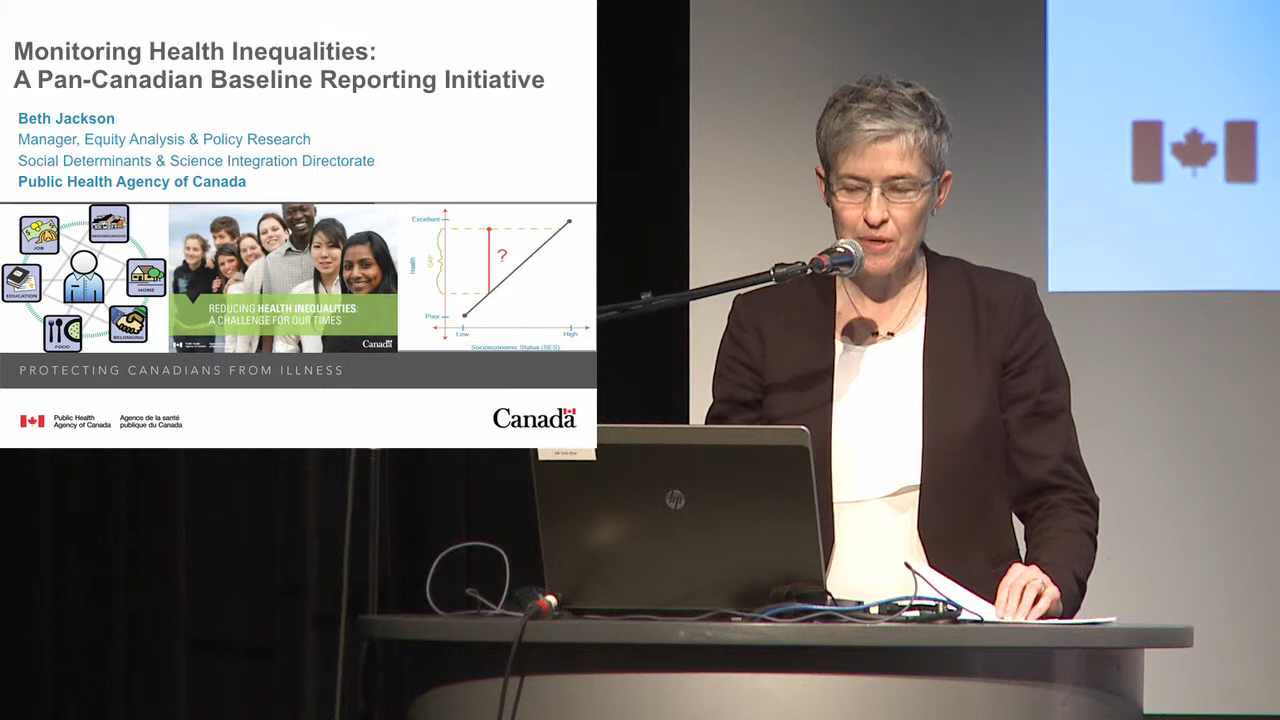 Monitoring Health Inequalities:
A Pan-Canadian Baseline Reporting Initiative
Beth Jackson
Manager, Equity Analysis & Policy Research
Social Determinants & Science Integration Directorate
Public Health Agency of Canada
JOB
NEIGHBOURHOOD
EDUCATION
HOME
FOOD
BELONGING
REDUCING HEALTH INEQUALITIES:
A CHALLENGE FOR OUR TIMES
Canada
Excellent
Health
GAP
?
Poor
Low
High
Socioeconomic Status (SES)
PROTECTING CANADIANS FROM ILLNESS
Public Health
Agency of Canada
Agence de la santé
publique du Canada
Canada
hp